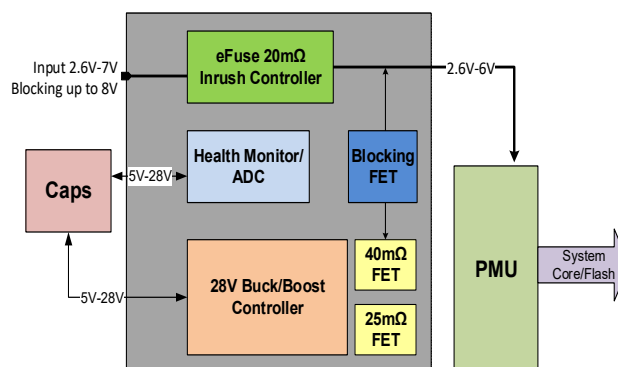 eFuse 20mΩ
Inrush Controller
Input 2.6V-7V
Blocking up to 8V
2.6V-6V
Health Monitor/
ADC
Blocking
FET
5V-28V
Caps
40mΩ
FET
28V Buck/Boost
Controller
5V-28V
25mΩ
FET
PMU
System
Core/Flash